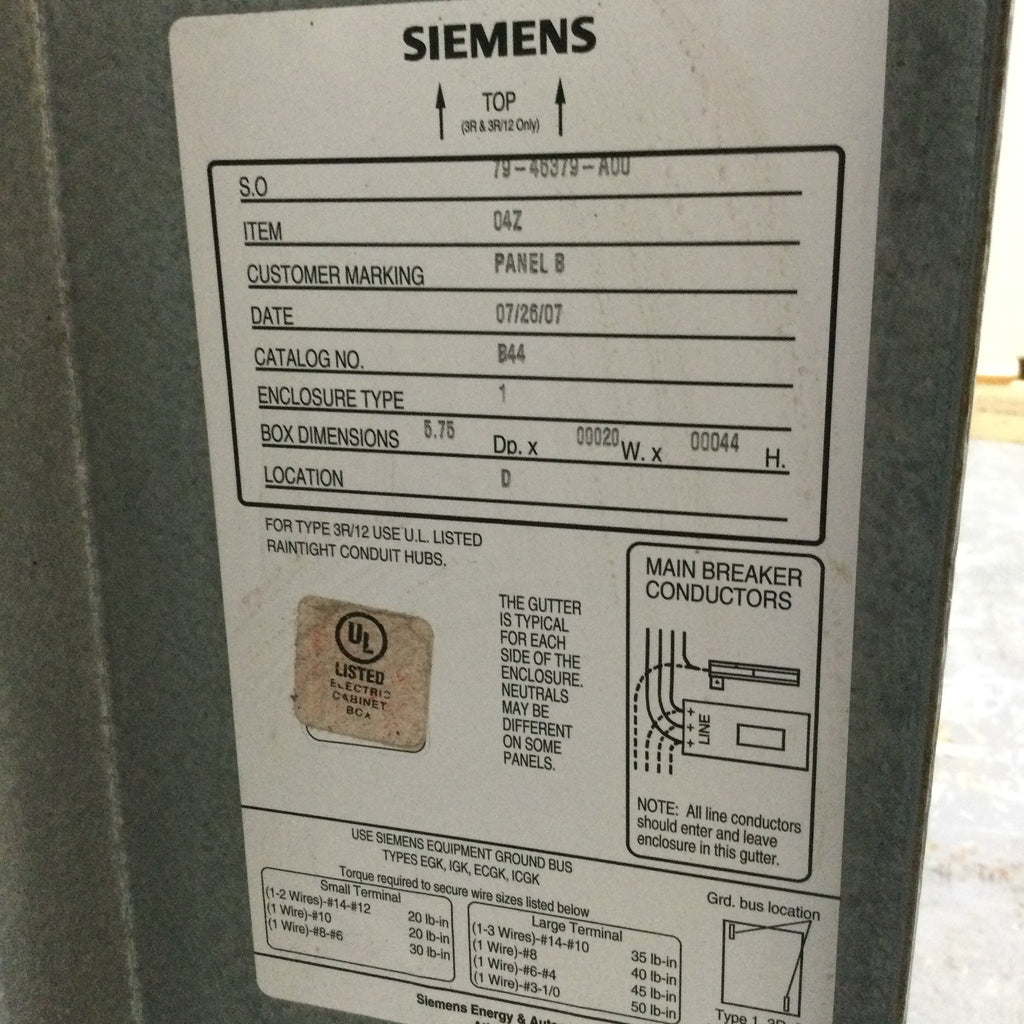 SIEMENS
TOP
(3R & 3R/12 Only)
S.O 79-46379-A00
ITEM 04Z
CUSTOMER MARKING PANEL B
DATE 07/26/07
CATALOG NO. B44
ENCLOSURE TYPE 1
BOX DIMENSIONS 5.75 Dp. x 00020 W. x 00044 H.
LOCATION D
FOR TYPE 3R/12 USE U.L. LISTED
RAINTIGHT CONDUIT HUBS.
UL
LISTED
ELECTRIC
CABINET
BOX
THE GUTTER
IS TYPICAL
FOR EACH
SIDE OF THE
ENCLOSURE.
NEUTRALS
MAY BE
DIFFERENT
ON SOME
PANELS.
MAIN BREAKER
CONDUCTORS
LINE
NOTE: All line conductors
should enter and leave
enclosure in this gutter.
USE SIEMENS EQUIPMENT GROUND BUS
TYPES EGK, IGK, ECGK, ICGK
Torque required to secure wire sizes listed below
Small Terminal
(1-2 Wires)-#14-#12 20 lb-in
(1 Wire)-#10 20 lb-in
(1 Wire)-#8-#6 30 lb-in
Large Terminal
(1-3 Wires)-#14-#10 35 lb-in
(1 Wire)-#8 40 lb-in
(1 Wire)-#6-#4 45 lb-in
(1 Wire)-#3-1/0 50 lb-in
Grd. bus location
Type 1, 3R
Siemens Energy &